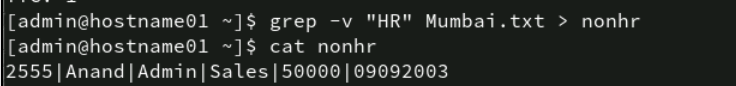 [admin@hostname01 ~]$ grep -v "HR" Mumbai.txt > nonhr
[admin@hostname01 ~]$ cat nonhr
2555|Anand|Admin|Sales|50000|09092003